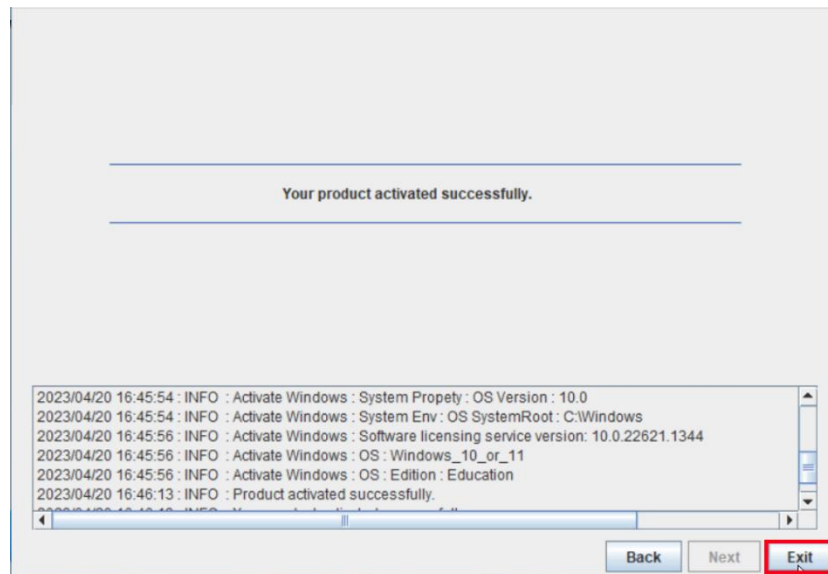 Your product activated successfully.
2023/04/20 16:45:54 : INFO : Activate Windows : System Propety : OS Version : 10.0
2023/04/20 16:45:54 : INFO : Activate Windows : System Env : OS SystemRoot : C:\Windows
2023/04/20 16:45:56 : INFO : Activate Windows : Software licensing service version: 10.0.22621.1344
2023/04/20 16:45:56 : INFO : Activate Windows : OS : Windows_10_or_11
2023/04/20 16:45:56 : INFO : Activate Windows : OS : Edition : Education
2023/04/20 16:46:13 : INFO : Product activated successfully.
Back Next Exit